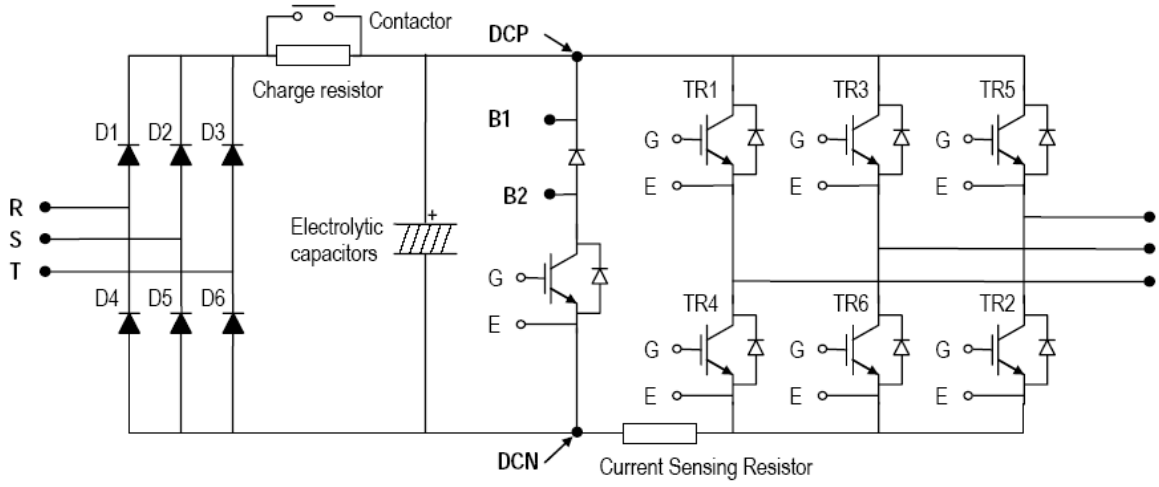 Contactor
Charge resistor
DCP
TR1 TR3 TR5
B1
D1 D2 D3
G G G
E E E
B2
R
S
T
+
Electrolytic
capacitors
G
D4 D5 D6
E
TR4 TR6 TR2
G G G
E E E
DCN
Current Sensing Resistor